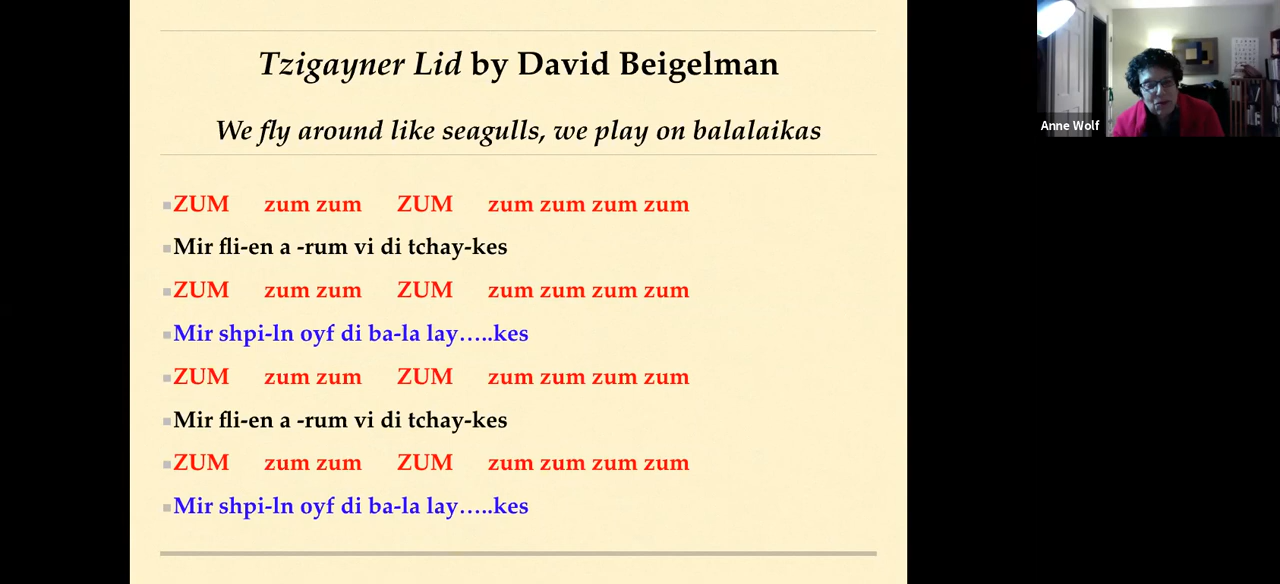 Tzigayner Lid by David Beigelman
We fly around like seagulls, we play on balalaikas
ZUM zum zum ZUM zum zum zum zum
Mir fli-en a -rum vi di tchay-kes
ZUM zum zum ZUM zum zum zum zum
Mir shpi-ln oyf di ba-la lay…..kes
ZUM zum zum ZUM zum zum zum zum
Mir fli-en a -rum vi di tchay-kes
ZUM zum zum ZUM zum zum zum zum
Mir shpi-ln oyf di ba-la lay…..kes
Anne Wolf